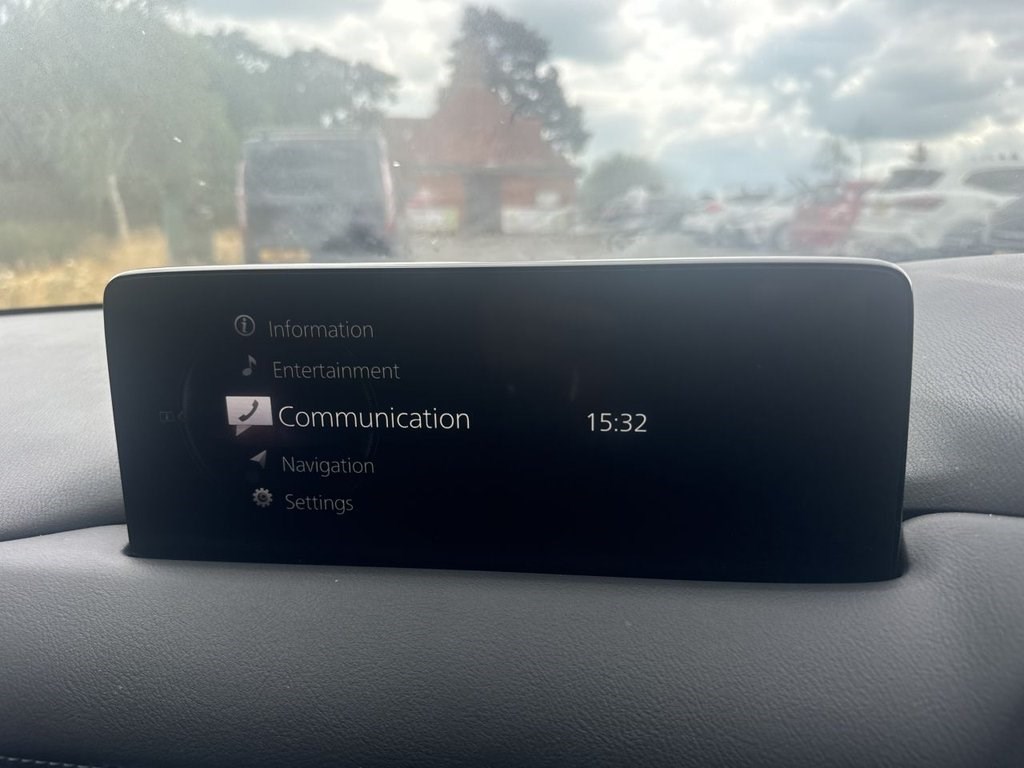 Information
Entertainment
Communication
15:32
Navigation
Settings